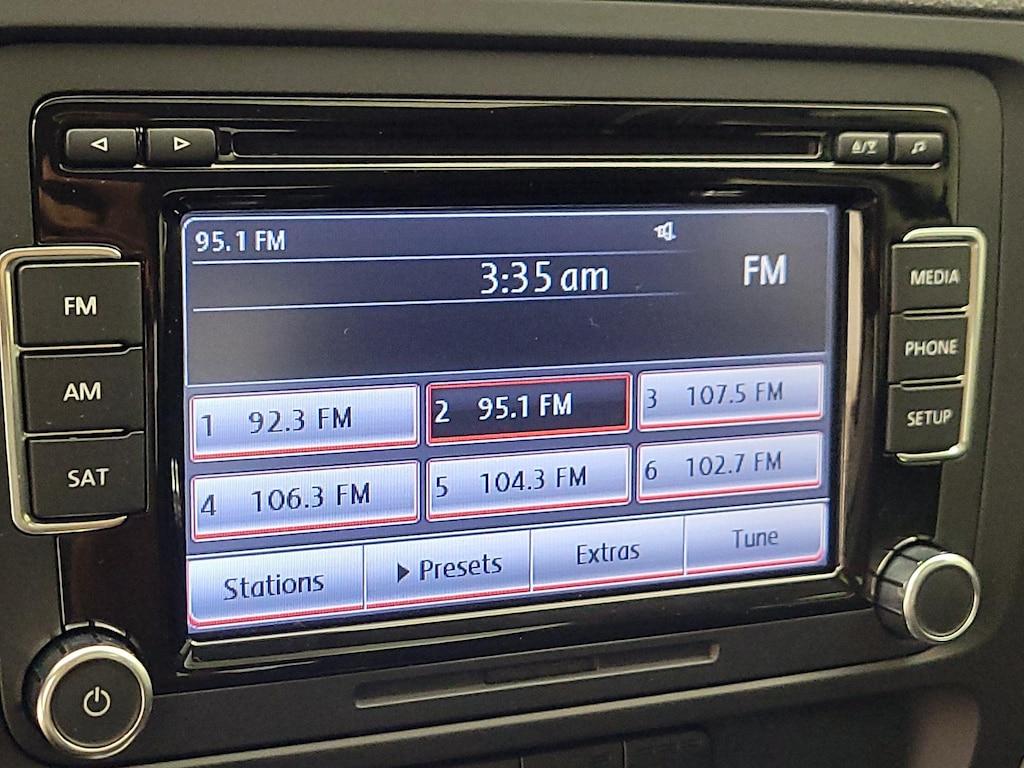 95.1 FM
3:35 am
FM
FM
AM
SAT
MEDIA
PHONE
SETUP
1 92.3 FM
2 95.1 FM
3 107.5 FM
4 106.3 FM
5 104.3 FM
6 102.7 FM
Stations
Presets
Extras
Tune